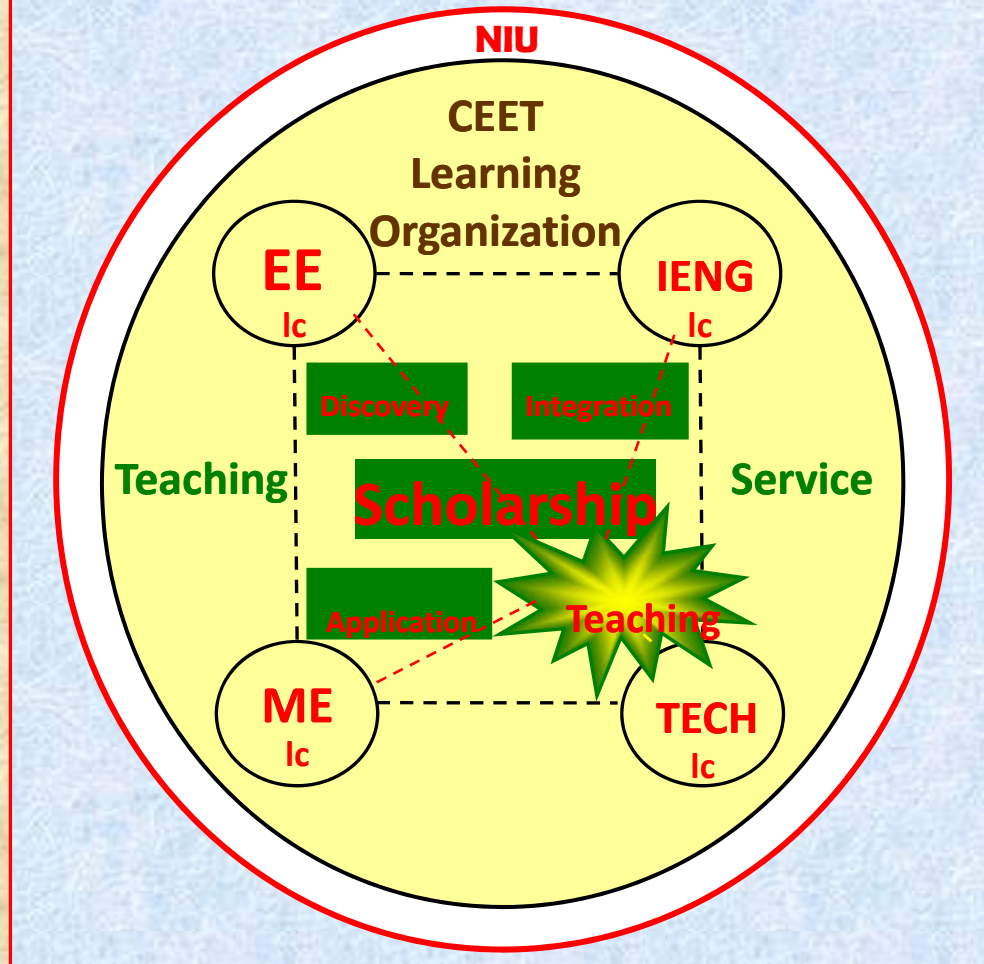 NIU
CEET
Learning
Organization
EE
lc
IENG
lc
Discovery
Integration
Teaching
Scholarship
Service
Application
Teaching
ME
lc
TECH
lc